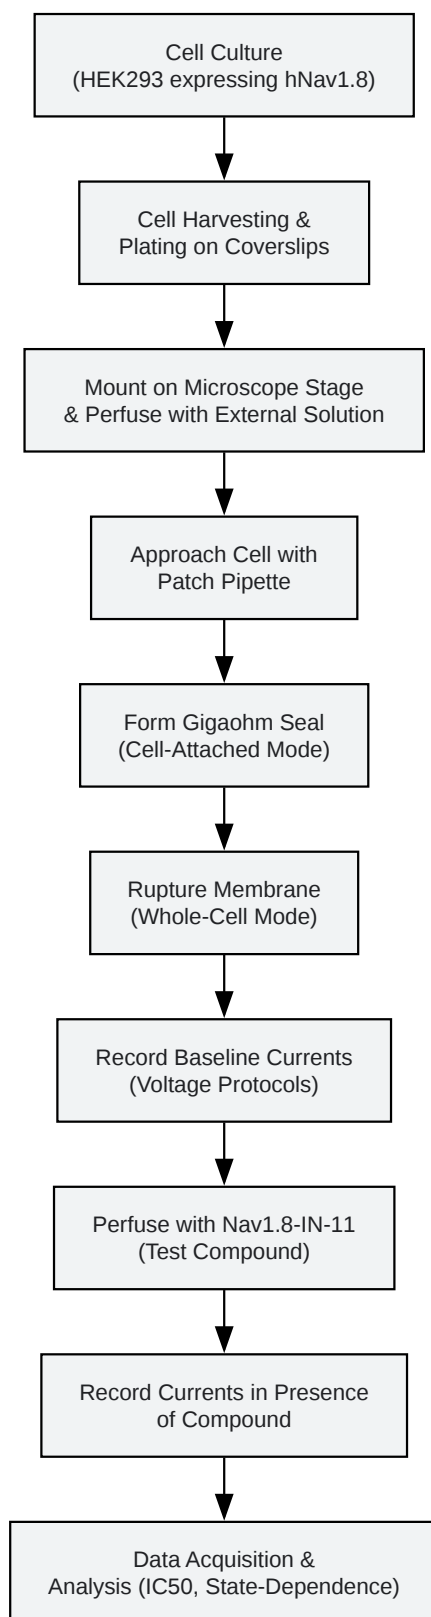 Cell Culture
(HEK293 expressing hNav1.8)
Cell Harvesting &
Plating on Coverslips
Mount on Microscope Stage
& Perfuse with External Solution
Approach Cell with
Patch Pipette
Form Gigaohm Seal
(Cell-Attached Mode)
Rupture Membrane
(Whole-Cell Mode)
Record Baseline Currents
(Voltage Protocols)
Perfuse with Nav1.8-IN-11
(Test Compound)
Record Currents in Presence
of Compound
Data Acquisition &
Analysis (IC50, State-Dependence)